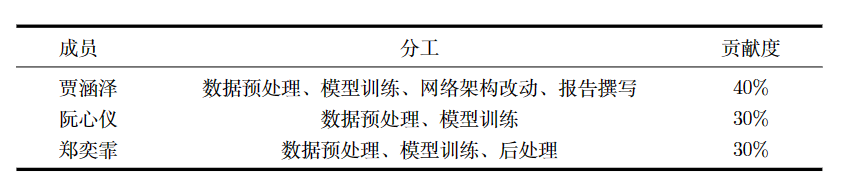 成员 分工 贡献度
贾涵泽 数据预处理、模型训练、网络架构改动、报告撰写 40%
阮心仪 数据预处理、模型训练 30%
郑奕霏 数据预处理、模型训练、后处理 30%